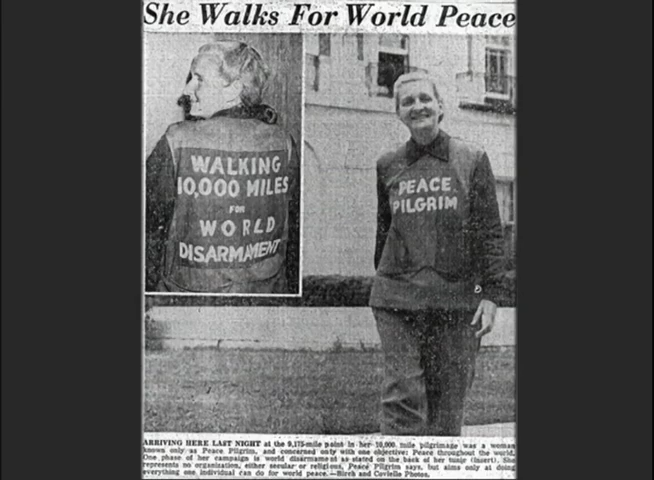 She Walks For World Peace
WALKING
10,000 MILES
FOR
WORLD
DISARMAMENT
PEACE
PILGRIM
ARRIVING HERE LAST NIGHT at the 9,175-mile point in her 10,000 mile pilgrimage was a woman
known only as Peace Pilgrim, and concerned only with one objective: Peace throughout the world.
One phase of her campaign is world disarmament as stated on the back of her tunic (insert). She
represents no organization, either secular or religious, Peace Pilgrim says, but aims only at doing
everything one individual can do for world peace.—Birch and Coviello Photos.